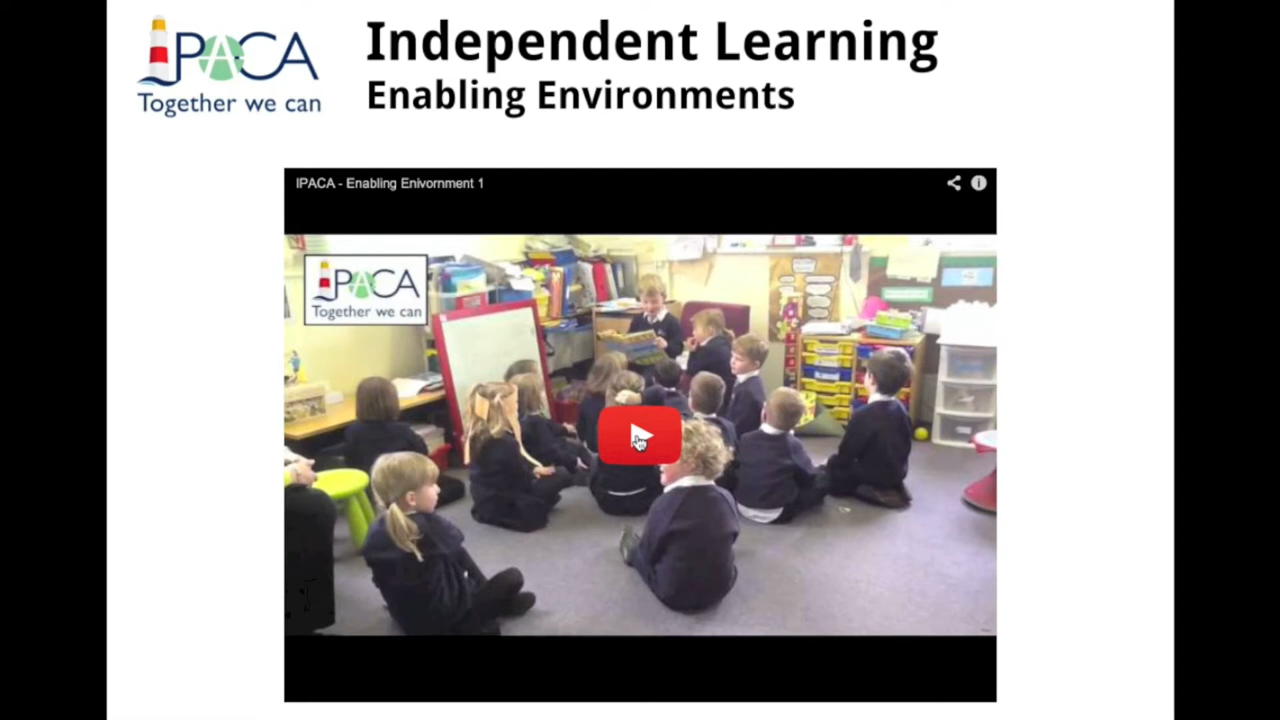 IPACA
Together we can
Independent Learning
Enabling Environments
IPACA - Enabling Enivornment 1
IPACA
Together we can